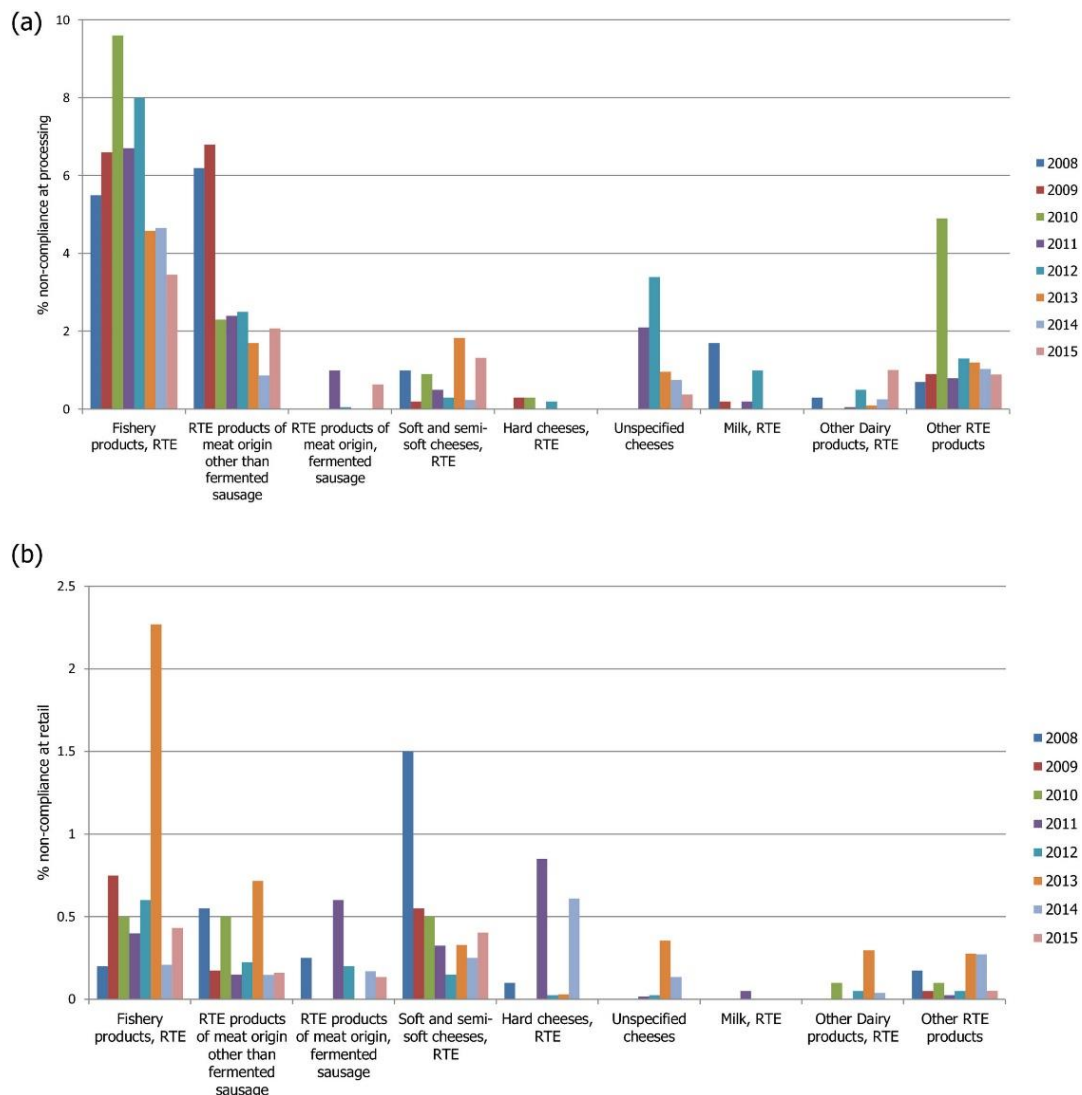 (a)
10
8
6
4
2
0
% non-compliance at processing
Fishery
products, RTE
RTE products of
meat origin
other than
fermented
sausage
RTE products of
meat origin,
fermented
sausage
Soft and semi-
soft cheeses,
RTE
Hard cheeses,
RTE
Unspecified
cheeses
Milk, RTE
Other Dairy
products, RTE
Other RTE
products
2008
2009
2010
2011
2012
2013
2014
2015
(b)
2.5
2
1.5
1
0.5
0
% non-compliance at retail
Fishery
products, RTE
RTE products
of meat origin
other than
fermented
sausage
RTE products
of meat origin,
fermented
sausage
Soft and semi-
soft cheeses,
RTE
Hard cheeses,
RTE
Unspecified
cheeses
Milk, RTE
Other Dairy
products, RTE
Other RTE
products
2008
2009
2010
2011
2012
2013
2014
2015